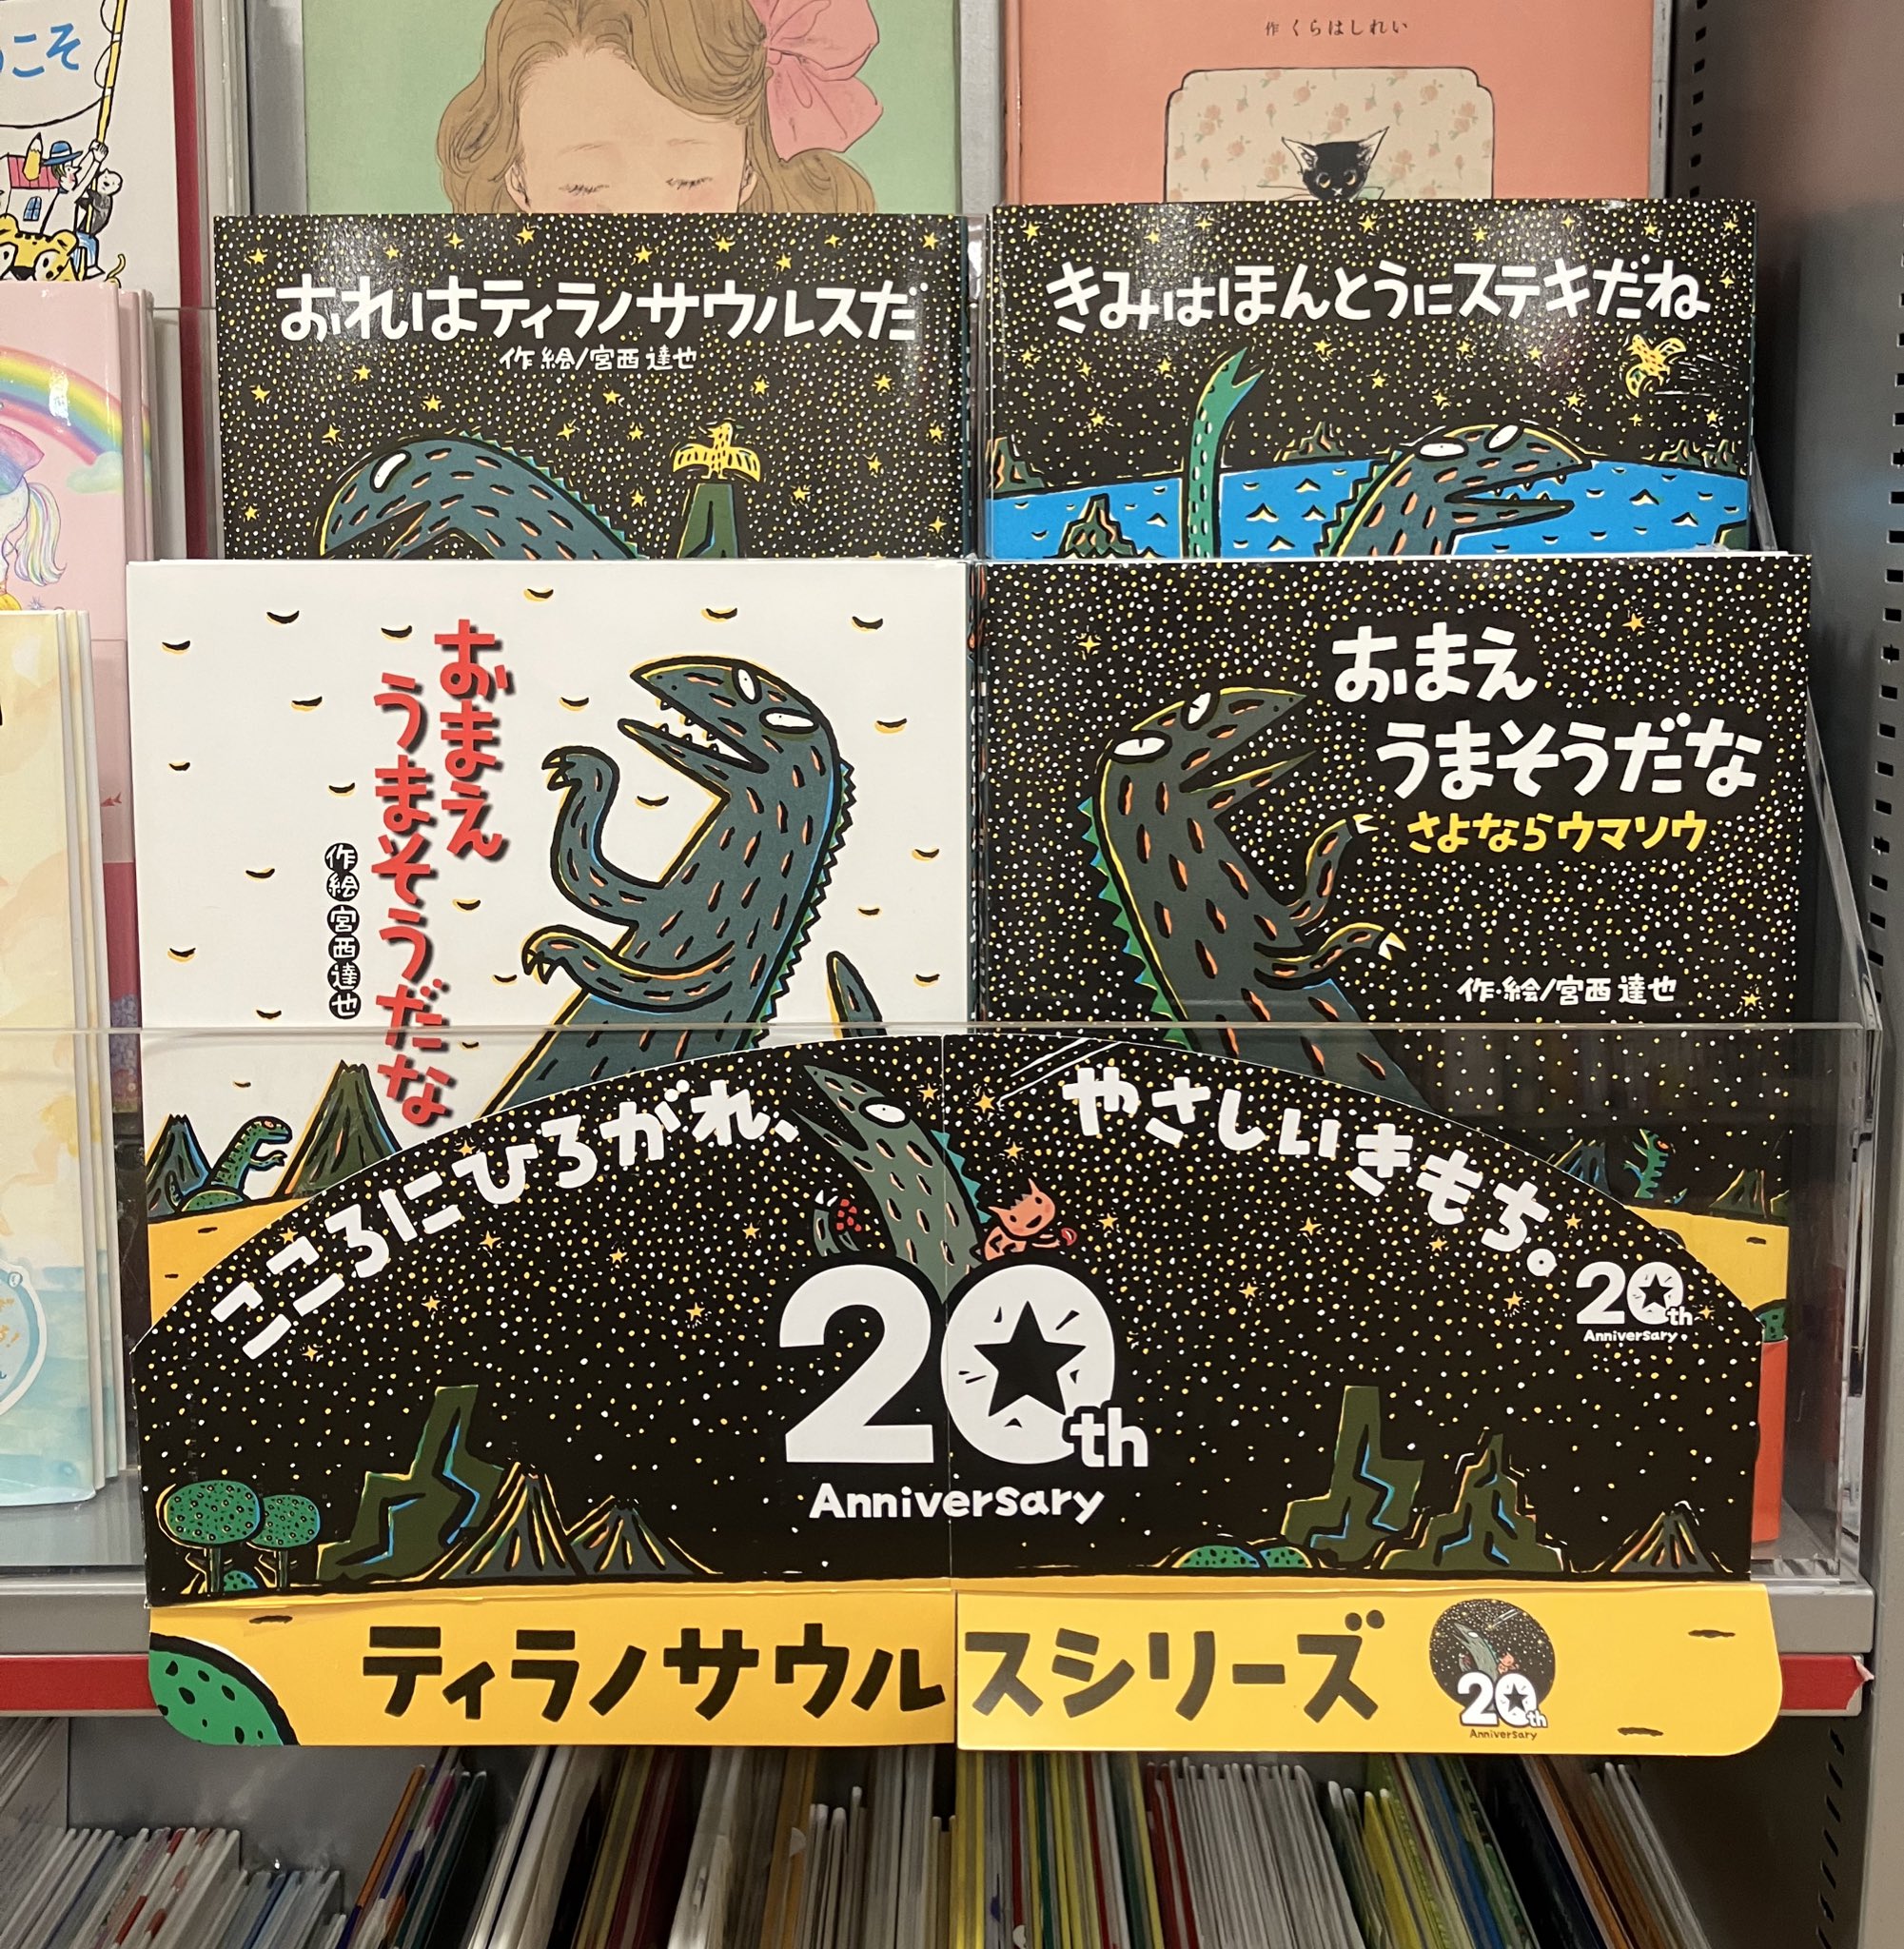 こそ
作 くらはしれい
おれはティラノサウルスだ
作 絵/宮西 達也
きみはほんとうにステキだね
おまえ
うまそうだな
作 絵 宮西達也
おまえ
うまそうだな
さよならウマソウ
作・絵/宮西 達也
こころにひろがれ、
やさしいきもち。
20th
Anniversary
20th
Anniversary
ティラノサウルスシリーズ
20th
Anniversary